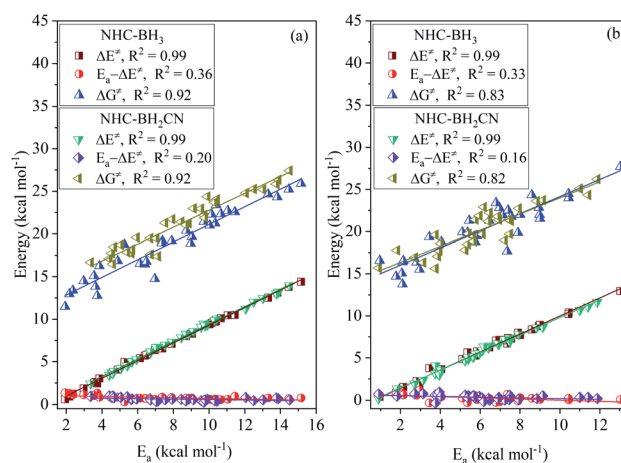 45
40
35
30
25
20
15
10
5
0
Energy (kcal mol⁻¹)
(a)
NHC-BH₃
ΔE≠, R² = 0.99
Eₐ–ΔE≠, R² = 0.36
ΔG≠, R² = 0.92
NHC-BH₂CN
ΔE≠, R² = 0.99
Eₐ–ΔE≠, R² = 0.20
ΔG≠, R² = 0.92
2 4 6 8 10 12 14 16
Eₐ (kcal mol⁻¹)
45
40
35
30
25
20
15
10
5
0
Energy (kcal mol⁻¹)
(b
NHC-BH₃
ΔE≠, R² = 0.99
Eₐ–ΔE≠, R² = 0.33
ΔG≠, R² = 0.83
NHC-BH₂CN
ΔE≠, R² = 0.99
Eₐ–ΔE≠, R² = 0.16
ΔG≠, R² = 0.82
2 4 6 8 10 12
Eₐ (kcal mol⁻¹)